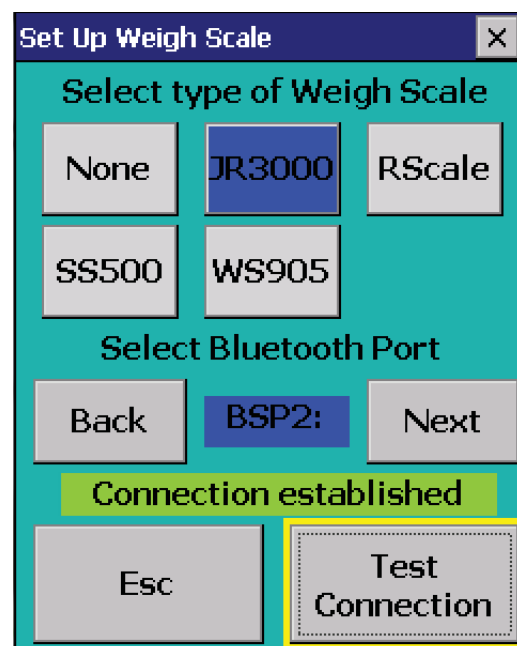 Set Up Weigh Scale
Select type of Weigh Scale
None JR3000 RScale
SS500 WS905
Select Bluetooth Port
Back BSP2: Next
Connection established
Esc Test
Connection